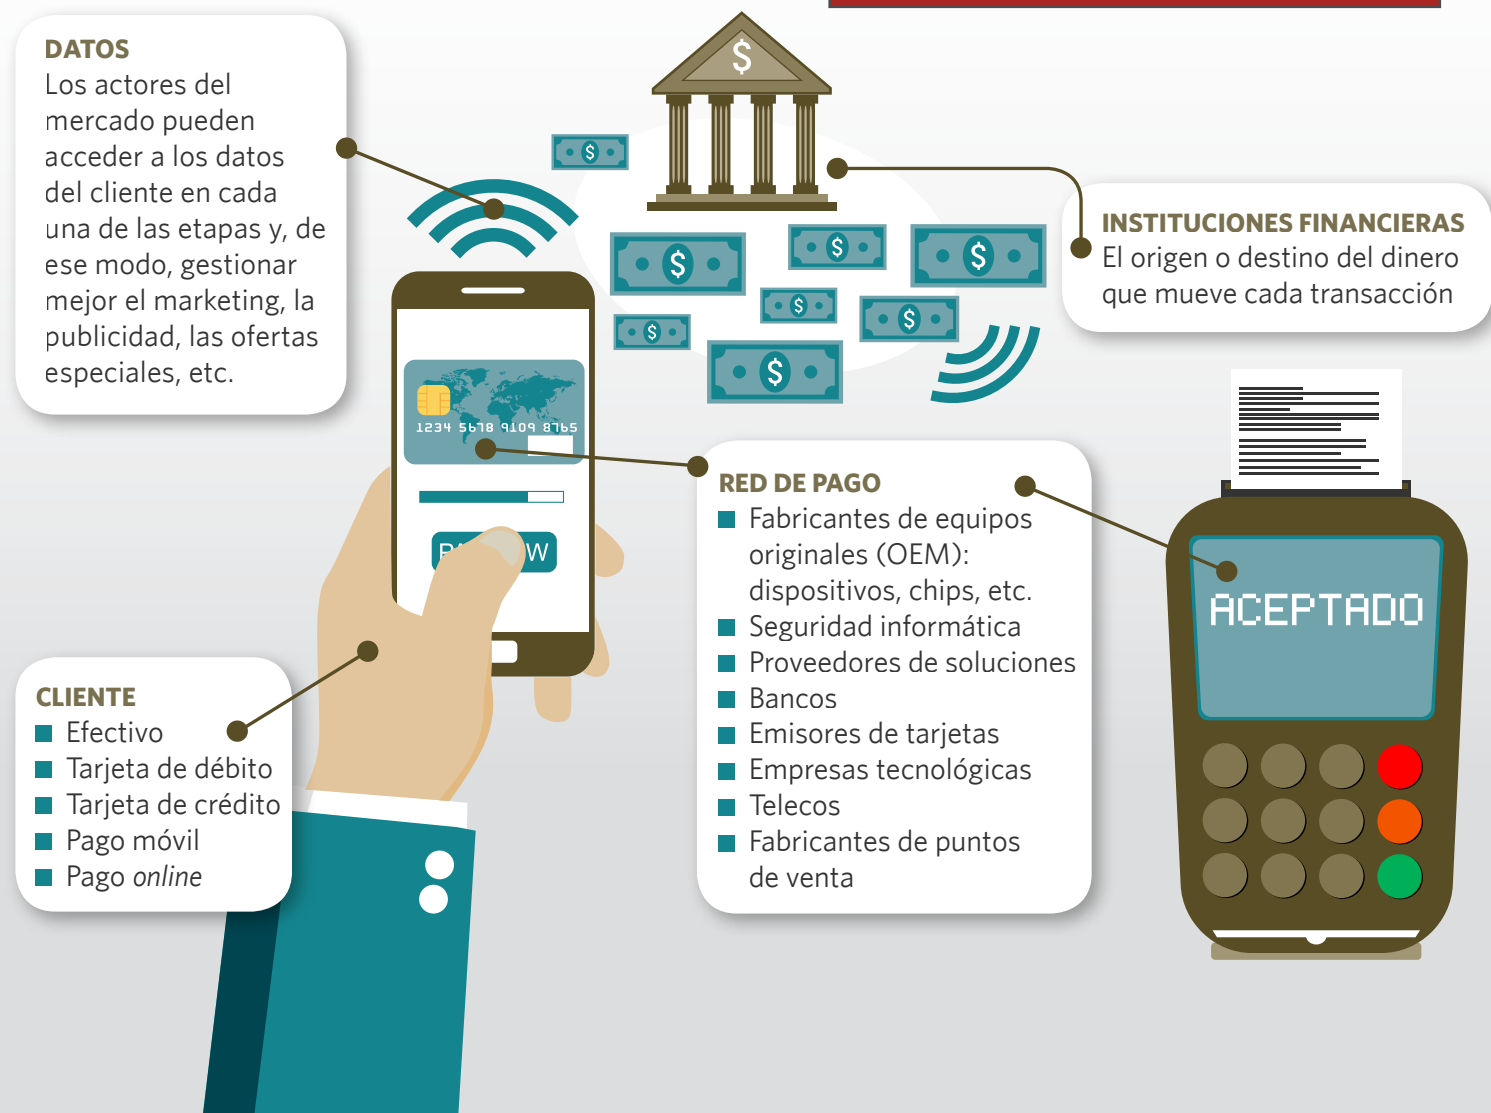 DATOS
Los actores del
mercado pueden
acceder a los datos
del cliente en cada
una de las etapas y, de
ese modo, gestionar
mejor el marketing, la
publicidad, las ofertas
especiales, etc.
$
$
$
$
$
$
$
$
$
INSTITUCIONES FINANCIERAS
El origen o destino del dinero
que mueve cada transacción
1234 5678 9109 8765
RED DE PAGO
Fabricantes de equipos
originales (OEM):
dispositivos, chips, etc.
Seguridad informática
Proveedores de soluciones
Bancos
Emisores de tarjetas
Empresas tecnológicas
Telecos
Fabricantes de puntos
de venta
ACEPTADO
CLIENTE
Efectivo
Tarjeta de débito
Tarjeta de crédito
Pago móvil
Pago online